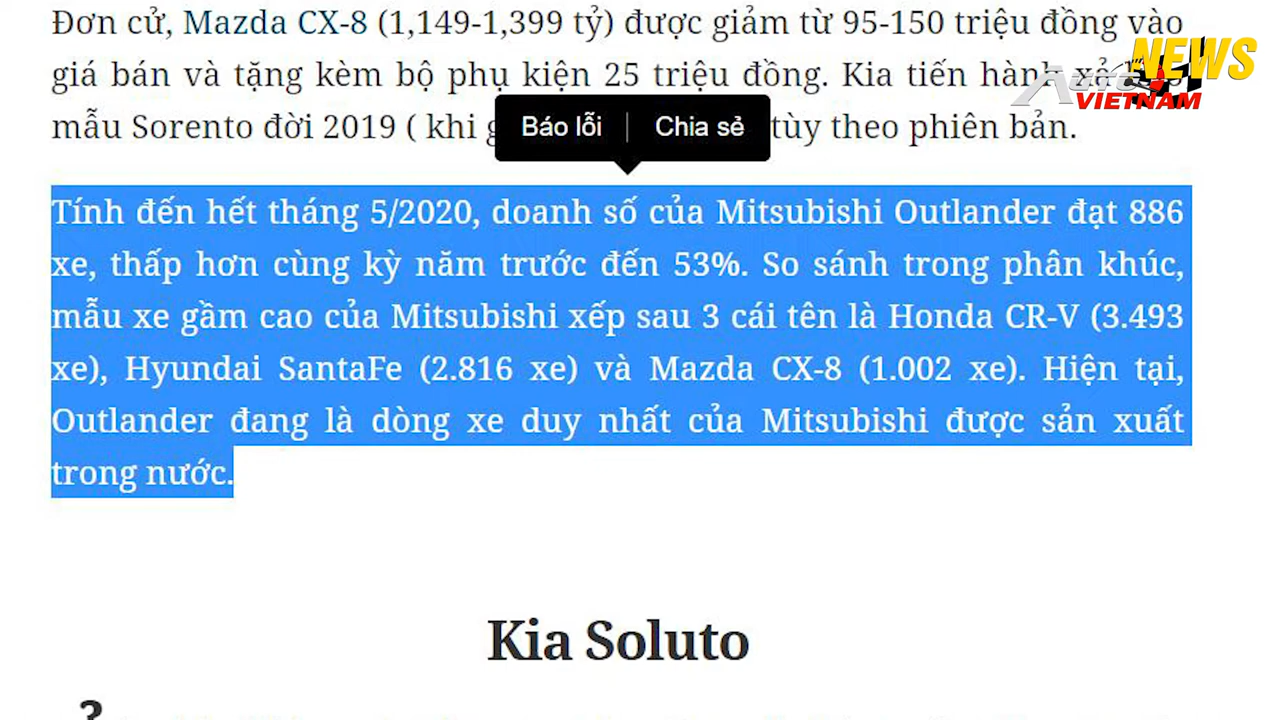 Đơn cử, Mazda CX-8 (1,149-1,399 tỷ) được giảm từ 95-150 triệu đồng vào
giá bán và tặng kèm bộ phụ kiện 25 triệu đồng. Kia tiến hành xả
mẫu Sorento đời 2019 ( khi tùy theo phiên bản.
NEWS
Auto
VIETNAM
Báo lỗi | Chia sẻ
Tính đến hết tháng 5/2020, doanh số của Mitsubishi Outlander đạt 886
xe, thấp hơn cùng kỳ năm trước đến 53%. So sánh trong phân khúc,
mẫu xe gầm cao của Mitsubishi xếp sau 3 cái tên là Honda CR-V (3.493
xe), Hyundai SantaFe (2.816 xe) và Mazda CX-8 (1.002 xe). Hiện tại,
Outlander đang là dòng xe duy nhất của Mitsubishi được sản xuất
trong nước.
Kia Soluto